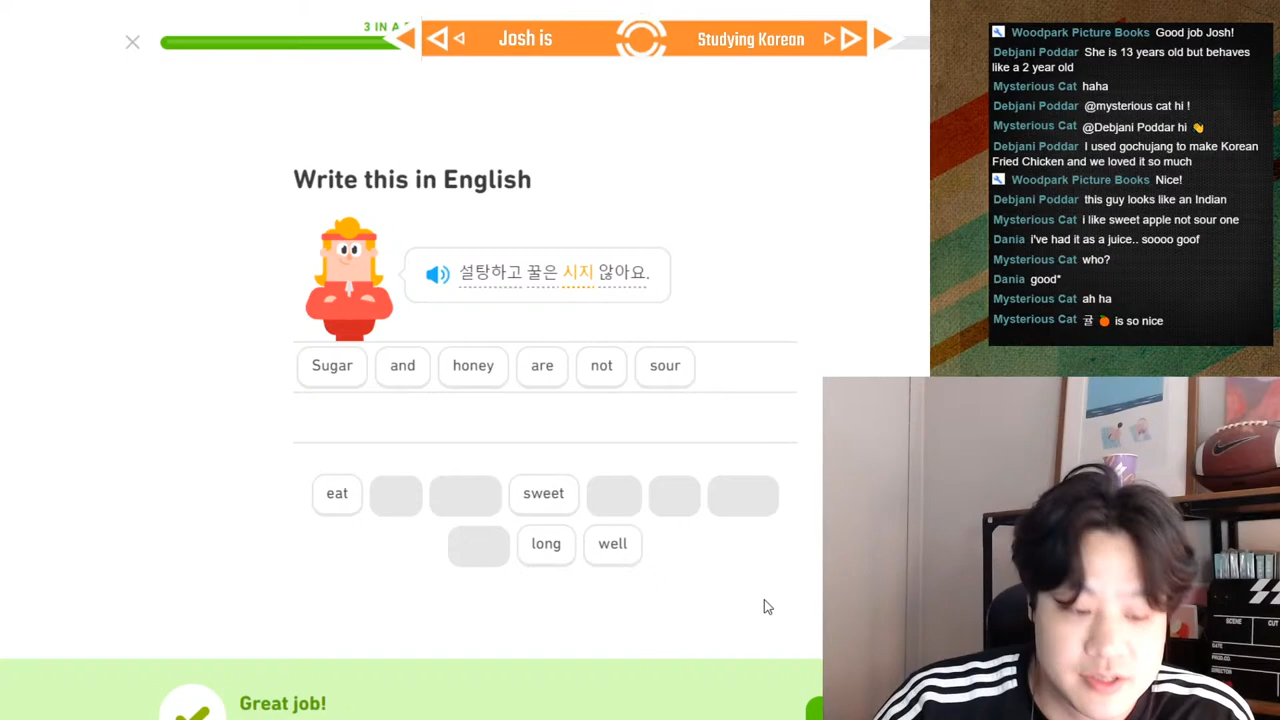 3 IN A
Josh is
Studying Korean
Write this in English
설탕하고 꿀은 시지 않아요.
Sugar and honey are not sour
eat sweet
long well
Great job!
Woodpark Picture Books Good job Josh!
Debjani Poddar She is 13 years old but behaves
like a 2 year old
Mysterious Cat haha
Debjani Poddar @mysterious cat hi !
Mysterious Cat @Debjani Poddar hi 👋
Debjani Poddar I used gochujang to make Korean
Fried Chicken and we loved it so much
Woodpark Picture Books Nice!
Debjani Poddar this guy looks like an Indian
Mysterious Cat i like sweet apple not sour one
Dania i've had it as a juice.. soooo goof
Mysterious Cat who?
Dania good*
Mysterious Cat ah ha
Mysterious Cat 귤 🍊 is so nice
SCENE
CUT
DATE
PROD.CO.
DIRECTOR